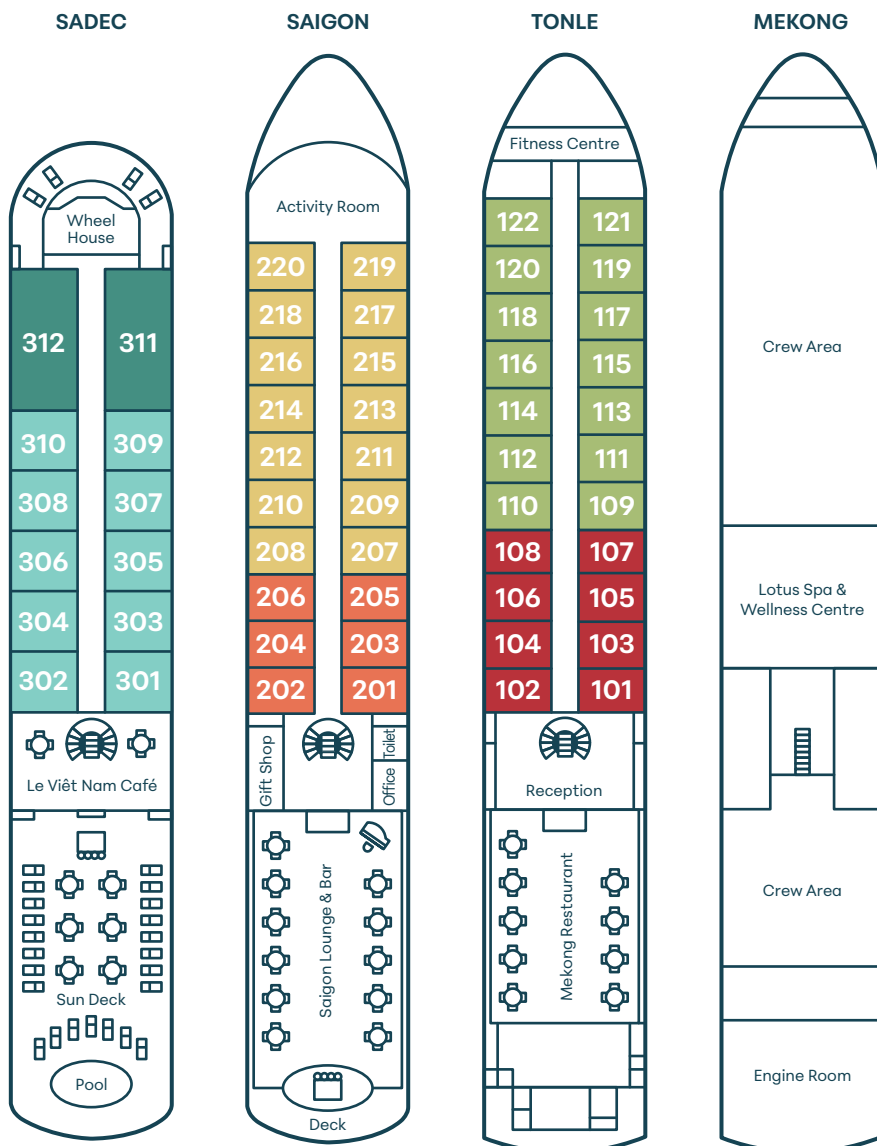 SADEC
Wheel
House
312 311
310 309
308 307
306 305
304 303
302 301
Le Viêt Nam Café
Sun Deck
Pool
SAIGON
Activity Room
220 219
218 217
216 215
214 213
212 211
210 209
208 207
206 205
204 203
202 201
Gift Shop
Toilet
Office
Saigon Lounge & Bar
Deck
TONLE
Fitness Centre
122 121
120 119
118 117
116 115
114 113
112 111
110 109
108 107
106 105
104 103
102 101
Reception
Mekong Restaurant
MEKONG
Crew Area
Lotus Spa &
Wellness Centre
Crew Area
Engine Room